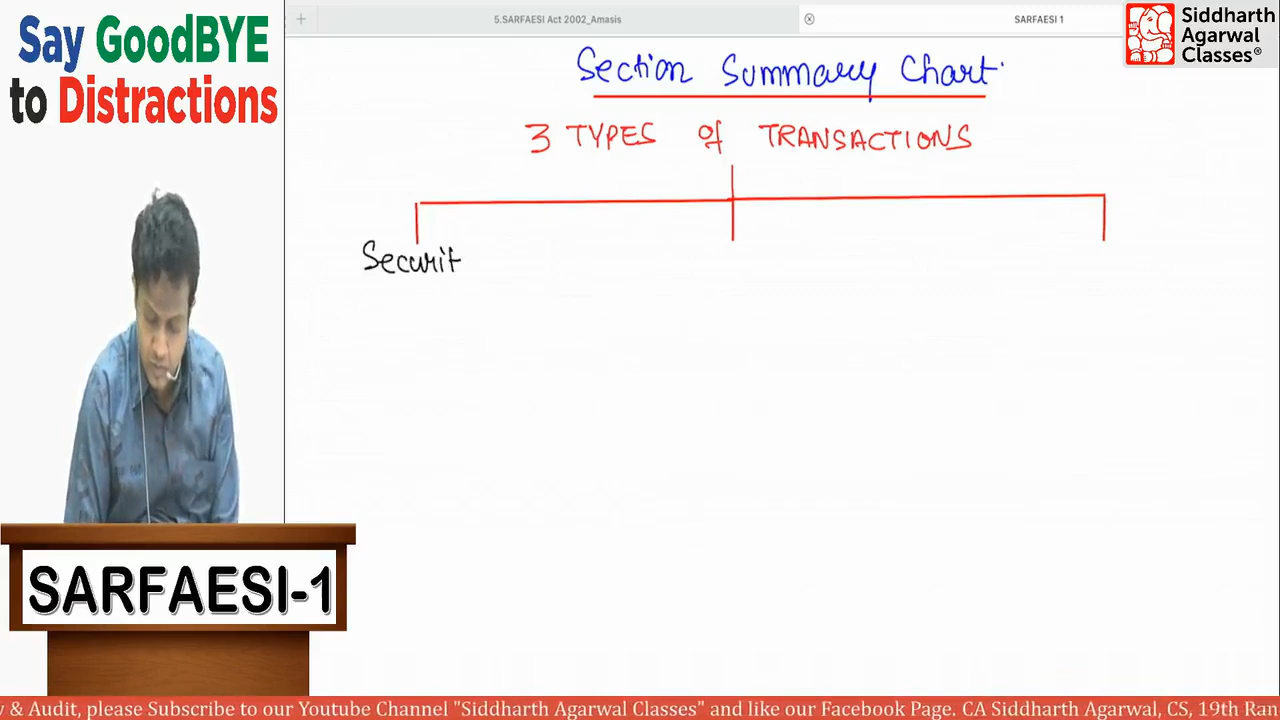 Say GoodBYE
to Distractions
5.SARFAESI Act 2002_Amasis
SARFAESI 1
Siddharth
Agarwal
Classes®
Section Summary Chart
3 TYPES of TRANSACTIONS
Securit
SARFAESI-1
y & Audit, please Subscribe to our Youtube Channel "Siddharth Agarwal Classes" and like our Facebook Page. CA Siddharth Agarwal, CS, 19th Ran